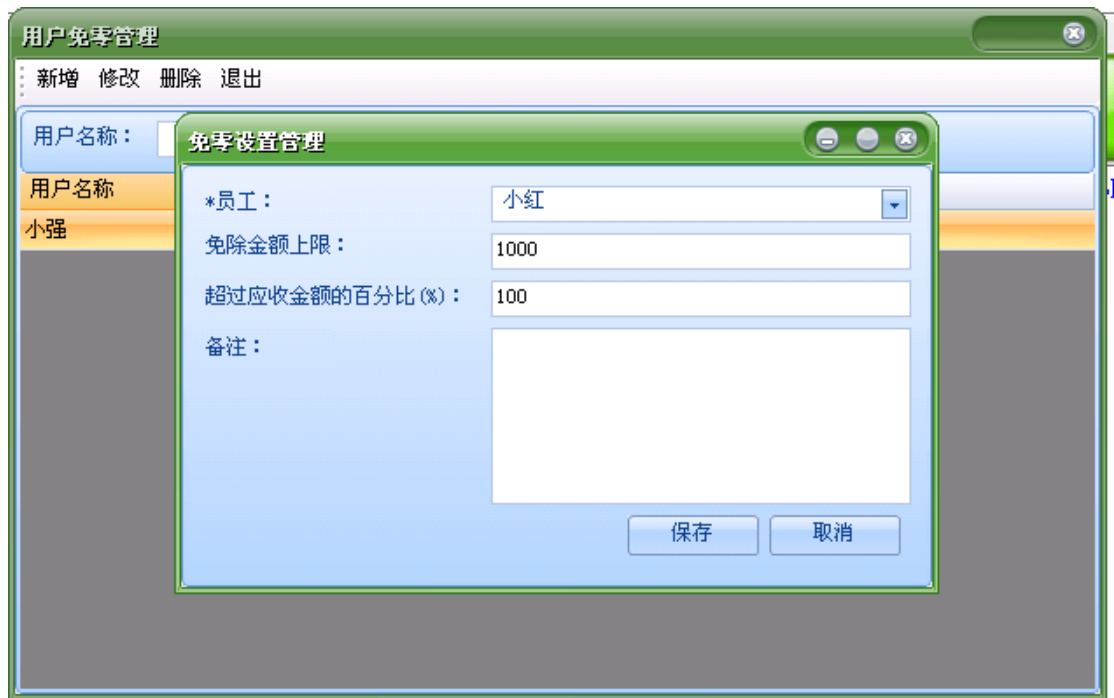 用户免零管理
新增 修改 删除 退出
用户名称：
免零设置管理
用户名称
*员工： 小红
小强
免除金额上限： 1000
超过应收金额的百分比(%)： 100
备注：
保存 取消